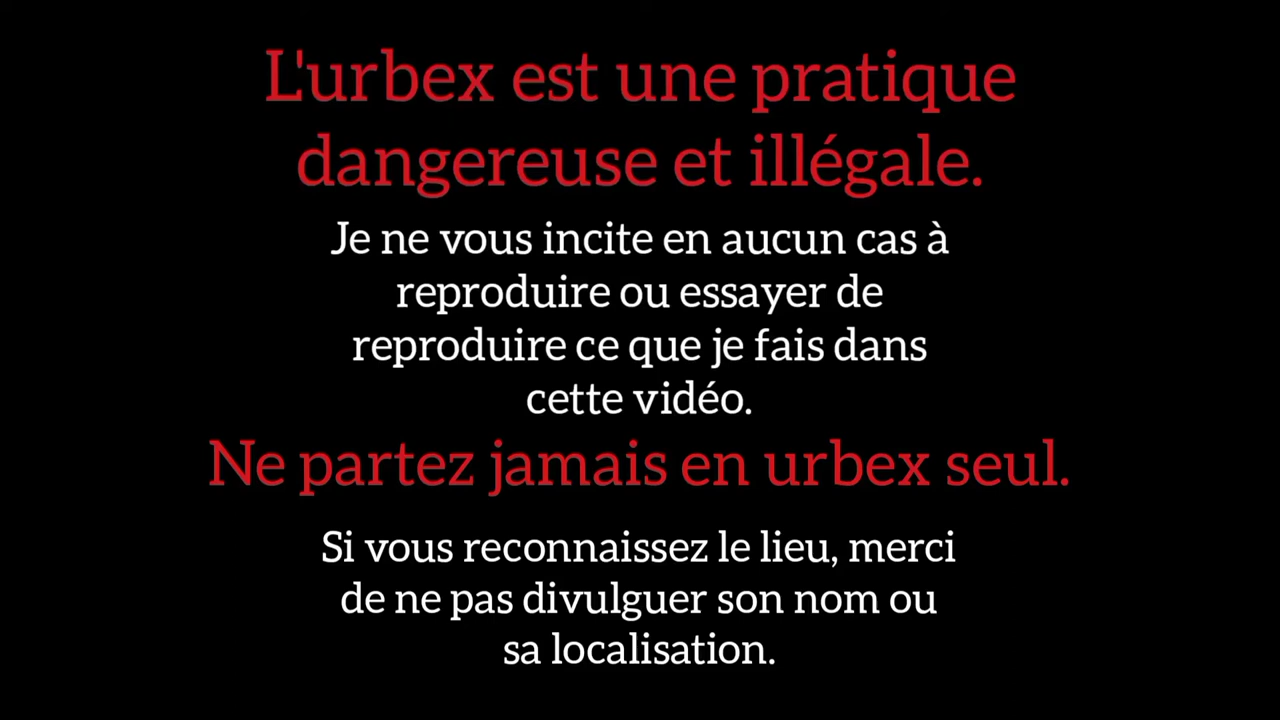 L'urbex est une pratique
dangereuse et illégale.
Je ne vous incite en aucun cas à
reproduire ou essayer de
reproduire ce que je fais dans
cette vidéo.
Ne partez jamais en urbex seul.
Si vous reconnaissez le lieu, merci
de ne pas divulguer son nom ou
sa localisation.